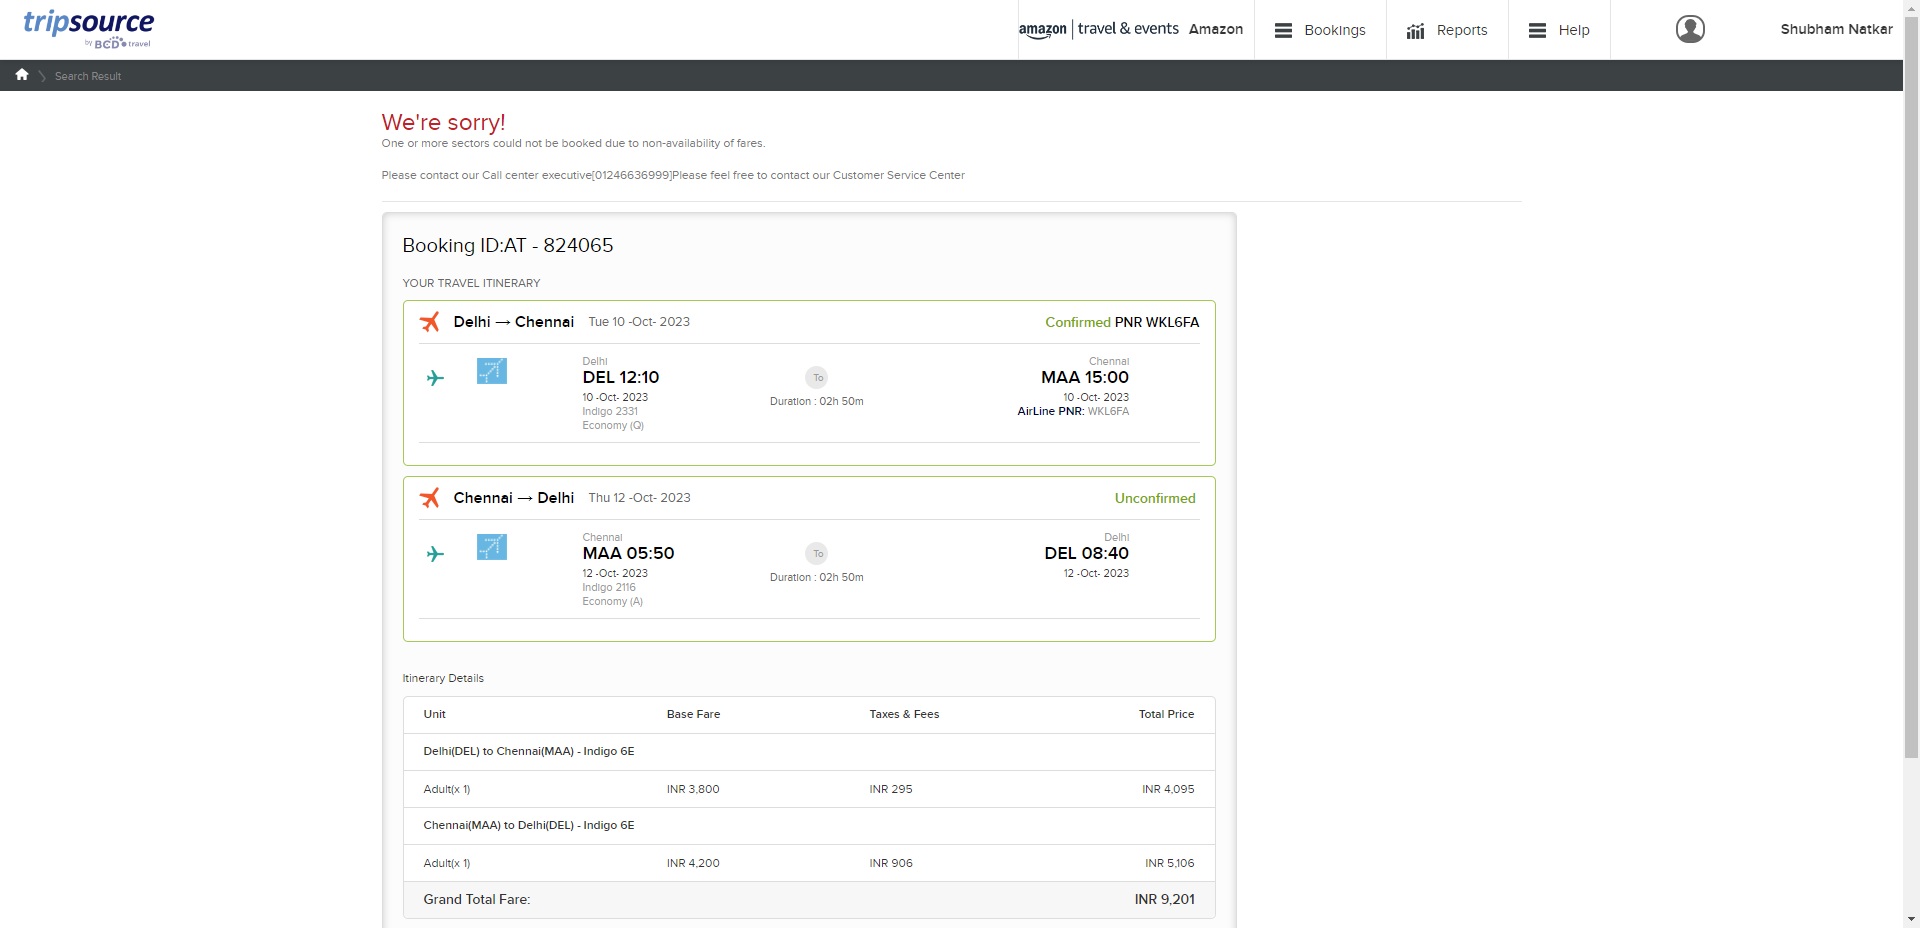 tripsource
by BCD travel
amazon | travel & events Amazon
Bookings
Reports
Help
Shubham Natkar
Search Result
We're sorry!
One or more sectors could not be booked due to non-availability of fares.
Please contact our Call center executive[01246636999]Please feel free to contact our Customer Service Center
Booking ID:AT - 824065
YOUR TRAVEL ITINERARY
Delhi → Chennai Tue 10 -Oct- 2023 Confirmed PNR WKL6FA
Delhi Chennai
DEL 12:10 To MAA 15:00
10 -Oct- 2023 Duration : 02h 50m 10 -Oct- 2023
Indigo 2331 AirLine PNR: WKL6FA
Economy (Q)
Chennai → Delhi Thu 12 -Oct- 2023 Unconfirmed
Chennai Delhi
MAA 05:50 To DEL 08:40
12 -Oct- 2023 Duration : 02h 50m 12 -Oct- 2023
Indigo 2116
Economy (A)
Itinerary Details
Unit Base Fare Taxes & Fees Total Price
Delhi(DEL) to Chennai(MAA) - Indigo 6E
Adult(x 1) INR 3,800 INR 295 INR 4,095
Chennai(MAA) to Delhi(DEL) - Indigo 6E
Adult(x 1) INR 4,200 INR 906 INR 5,106
Grand Total Fare: INR 9,201